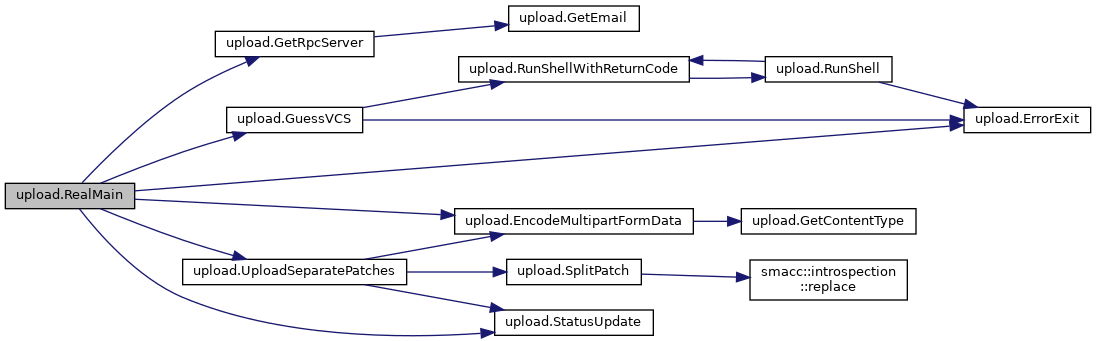 upload.GetEmail
upload.GetRpcServer
upload.RunShellWithReturnCode
upload.RunShell
upload.GuessVCS
upload.ErrorExit
upload.RealMain
upload.EncodeMultipartFormData
upload.GetContentType
upload.UploadSeparatePatches
upload.SplitPatch
smacc::introspection
::replace
upload.StatusUpdate